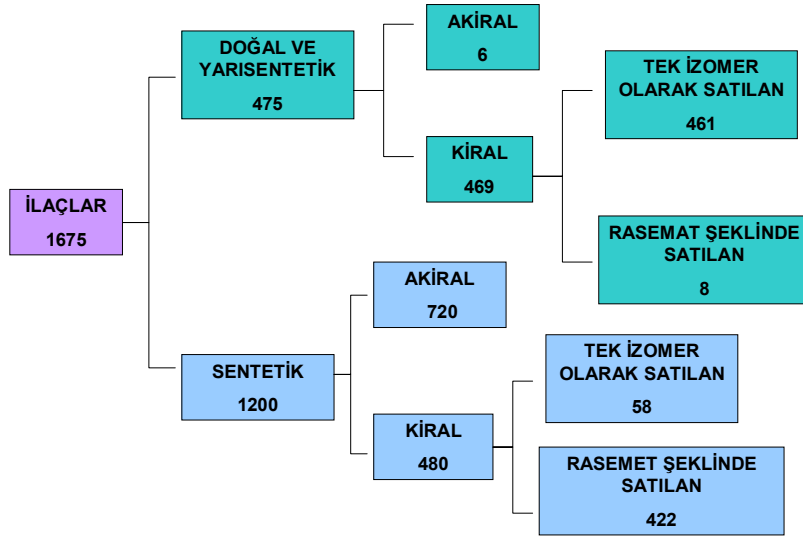 İLAÇLAR
1675
DOĞAL VE
YARISENTETİK
475
AKİRAL
6
KİRAL
469
TEK İZOMER
OLARAK SATILAN
461
RASEMAT ŞEKLİNDE
SATILAN
8
SENTETİK
1200
AKİRAL
720
KİRAL
480
TEK İZOMER
OLARAK SATILAN
58
RASEMET ŞEKLİNDE
SATILAN
422